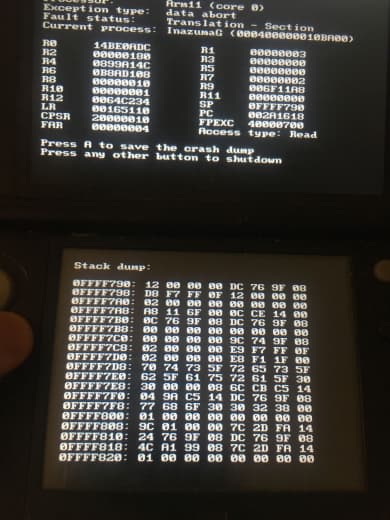 Processor: Arm11 (core 0)
Exception type: data abort
Fault status: Translation - Section
Current process: InazumaG (000400000010BA00)
R0 14BE0ADC R1 00000003
R2 00000180 R3 00000000
R4 0899A14C R5 00000000
R6 0B8AD108 R7 00000002
R8 00000010 R9 006F11A8
R10 00000001 R11 00000000
R12 0064C234 SP 0FFFF790
LR 00165110 PC 002A1618
CPSR 20000010 FPEXC 40000700
FAR 00000004 Access type: Read
Press A to save the crash dump
Press any other button to shutdown
Stack dump:
0FFFF790: 12 00 00 00 DC 76 9F 08
0FFFF798: D8 F7 FF 0F 12 00 00 00
0FFFF7A0: 02 00 00 00 00 00 00 00
0FFFF7A8: A8 11 6F 00 0C CE 14 00
0FFFF7B0: 0C 76 9F 08 DC 76 9F 08
0FFFF7B8: 00 00 00 00 00 00 00 00
0FFFF7C0: 00 00 00 00 9C 74 9F 08
0FFFF7C8: 02 00 00 00 E9 F7 FF 0F
0FFFF7D0: 02 00 00 00 E8 F1 1F 00
0FFFF7D8: 70 74 73 5F 72 65 73 5F
0FFFF7E0: 62 5F 61 75 72 61 5F 30
0FFFF7E8: 30 00 00 08 6C CB C5 14
0FFFF7F0: 04 9A C5 14 DC 76 9F 08
0FFFF7F8: 77 68 6F 30 30 32 38 00
0FFFF800: 01 00 00 00 00 00 00 00
0FFFF808: 9C 01 00 00 7C 2D FA 14
0FFFF810: 24 76 9F 08 DC 76 9F 08
0FFFF818: 4C A1 99 08 7C 2D FA 14
0FFFF820: 01 00 00 00 00 00 00 00